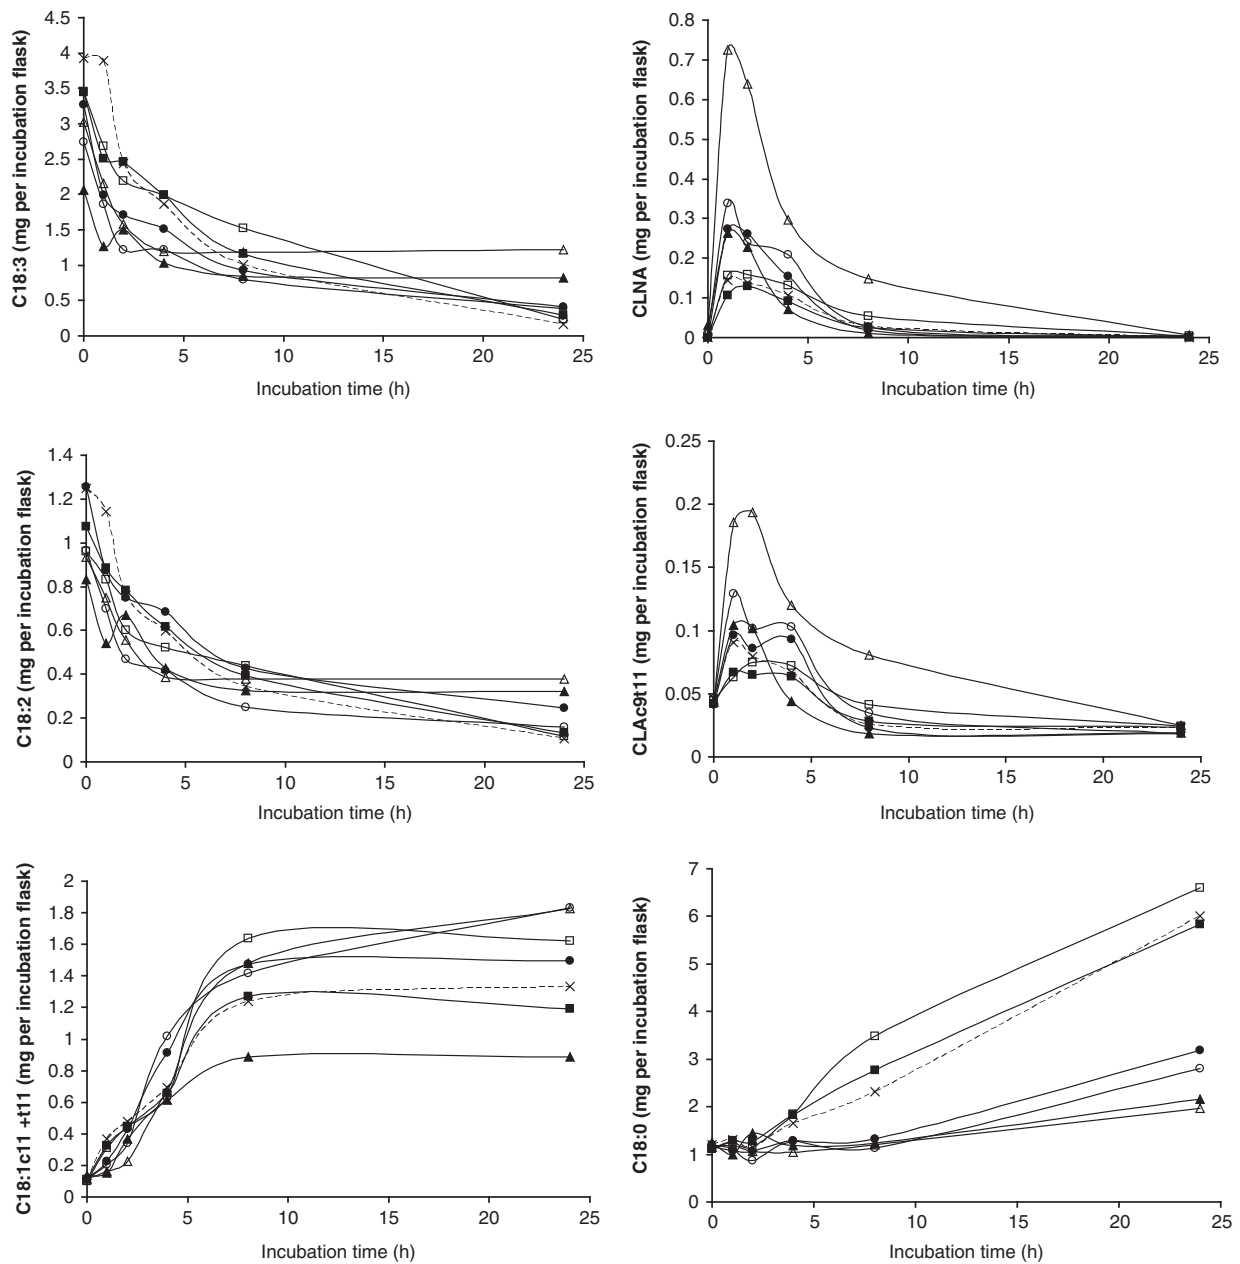 C18:3 (mg per incubation flask)
4.5
4
3.5
3
2.5
2
1.5
1
0.5
0
0 5 10 15 20 25
Incubation time (h)
CLNA (mg per incubation flask)
0.8
0.7
0.6
0.5
0.4
0.3
0.2
0.1
0
0 5 10 15 20 25
Incubation time (h)
C18:2 (mg per incubation flask)
1.4
1.2
1
0.8
0.6
0.4
0.2
0
0 5 10 15 20 25
Incubation time (h)
CLAc9t11 (mg per incubation flask)
0.25
0.2
0.15
0.1
0.05
0
0 5 10 15 20 25
Incubation time (h)
C18:1c11 +t11 (mg per incubation flask)
2
1.8
1.6
1.4
1.2
1
0.8
0.6
0.4
0.2
0
0 5 10 15 20 25
Incubation time (h)
C18:0 (mg per incubation flask)
7
6
5
4
3
2
1
0
0 5 10 15 20 25
Incubation time (h)